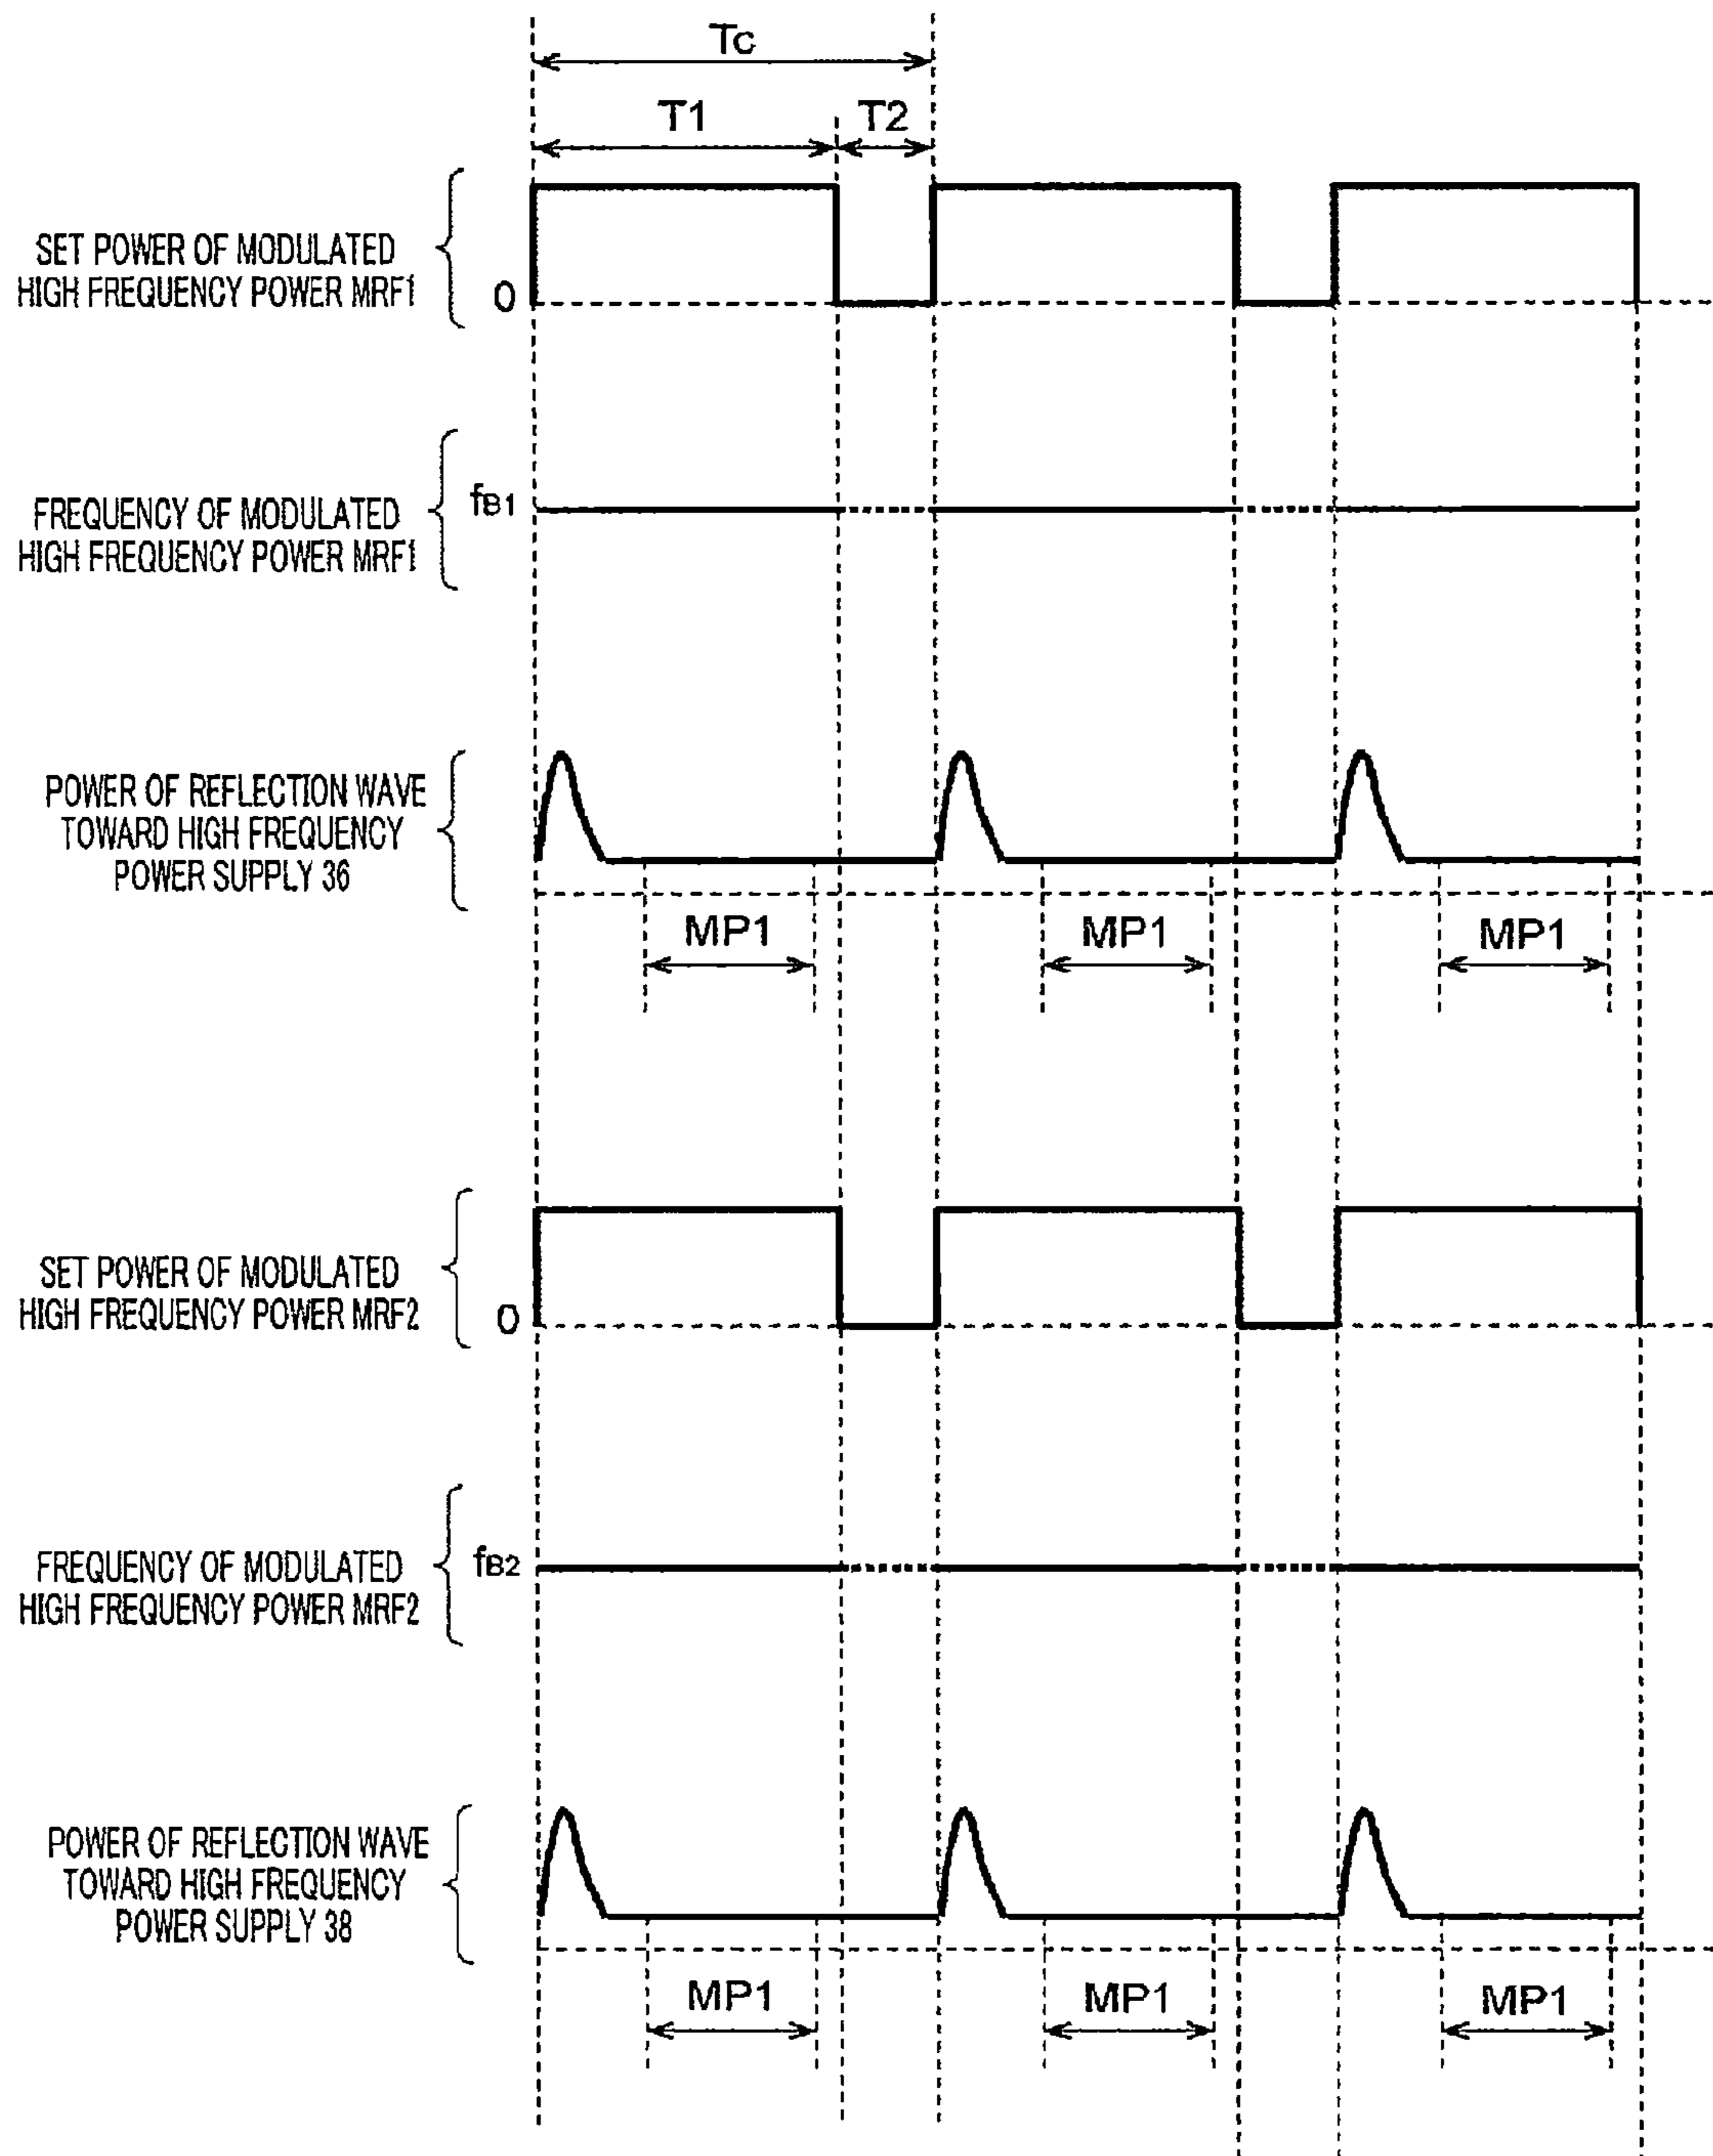 Tc
T1
T2
SET POWER OF MODULATED
HIGH FREQUENCY POWER MRF1
0
FREQUENCY OF MODULATED
HIGH FREQUENCY POWER MRF1
fB1
POWER OF REFLECTION WAVE
TOWARD HIGH FREQUENCY
POWER SUPPLY 36
MP1
MP1
MP1
SET POWER OF MODULATED
HIGH FREQUENCY POWER MRF2
0
FREQUENCY OF MODULATED
HIGH FREQUENCY POWER MRF2
fB2
POWER OF REFLECTION WAVE
TOWARD HIGH FREQUENCY
POWER SUPPLY 38
MP1
MP1
MP1